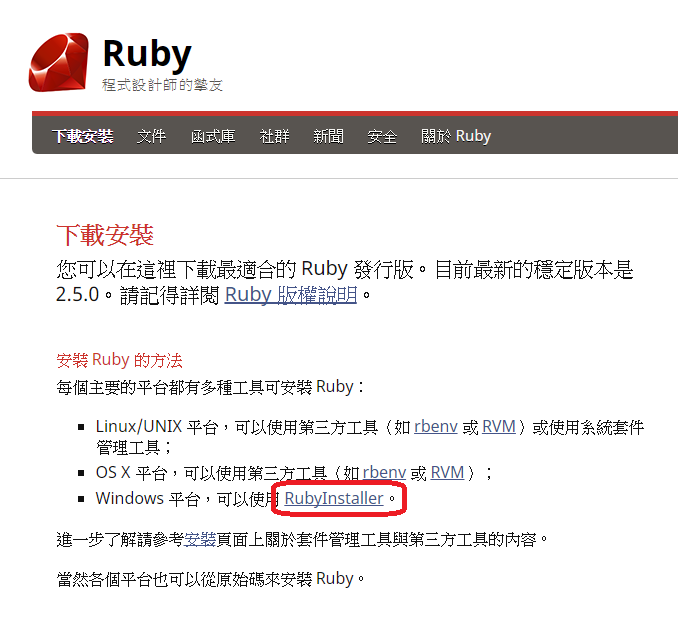 Ruby
程式設計師的摯友
下載安裝 文件 函式庫 社群 新聞 安全 關於 Ruby
下載安裝
您可以在這裡下載最適合的 Ruby 發行版。目前最新的穩定版本是
2.5.0。請記得詳閱 Ruby 版權說明。
安裝 Ruby 的方法
每個主要的平台都有多種工具可安裝 Ruby：
Linux/UNIX 平台，可以使用第三方工具（如 rbenv 或 RVM）或使用系統套件
管理工具；
OS X 平台，可以使用第三方工具（如 rbenv 或 RVM）；
Windows 平台，可以使用 RubyInstaller。
進一步了解請參考安裝頁面上關於套件管理工具與第三方工具的內容。
當然各個平台也可以從原始碼來安裝 Ruby。